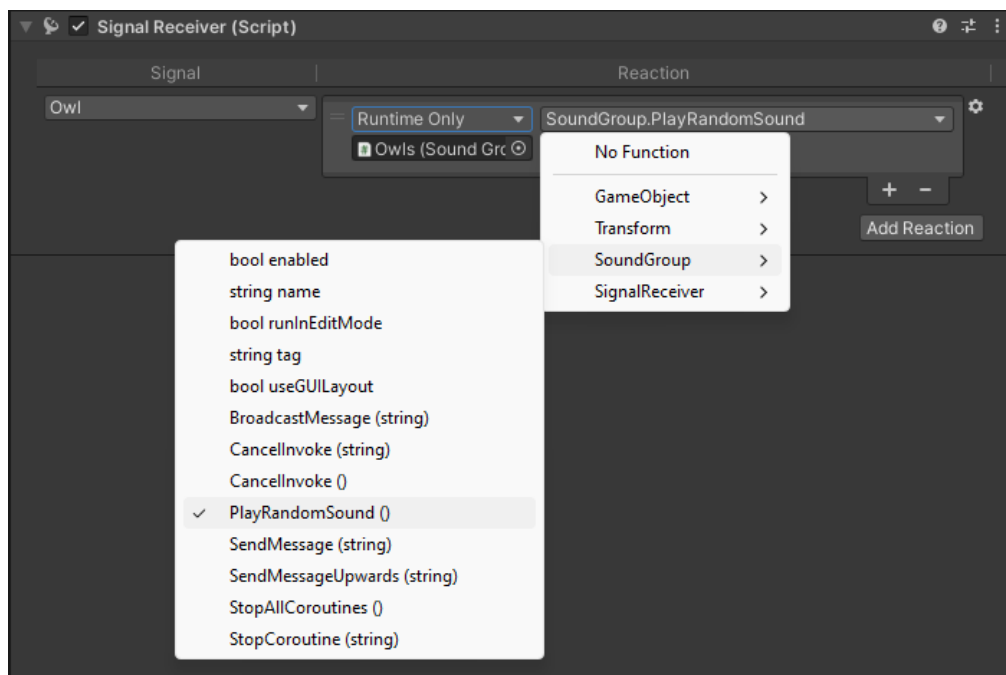 Signal Receiver (Script)
Signal
Reaction
Owl
Runtime Only
SoundGroup.PlayRandomSound
Owls (Sound Grc
No Function
GameObject
Transform
SoundGroup
SignalReceiver
+ -
Add Reaction
bool enabled
string name
bool runInEditMode
string tag
bool useGUILayout
BroadcastMessage (string)
CancelInvoke (string)
CancelInvoke ()
PlayRandomSound ()
SendMessage (string)
SendMessageUpwards (string)
StopAllCoroutines ()
StopCoroutine (string)